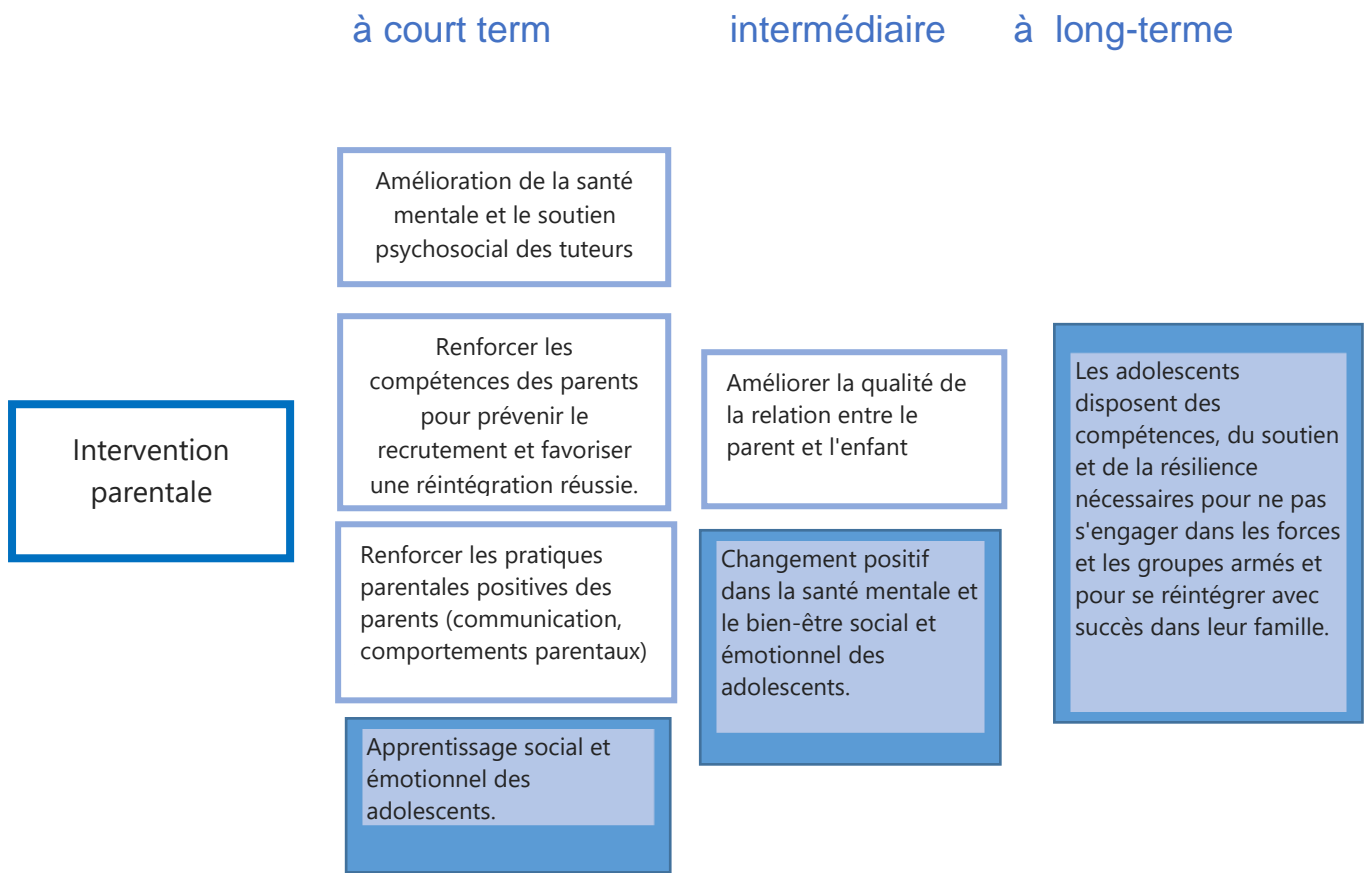 à court term
intermédiaire
à long-terme
Amélioration de la santé
mentale et le soutien
psychosocial des tuteurs
Renforcer les
compétences des parents
pour prévenir le
recrutement et favoriser
une réintégration réussie.
Intervention
parentale
Renforcer les pratiques
parentales positives des
parents (communication,
comportements parentaux)
Apprentissage social et
émotionnel des
adolescents.
Améliorer la qualité de
la relation entre le
parent et l'enfant
Changement positif
dans la santé mentale et
le bien-être social et
émotionnel des
adolescents.
Les adolescents
disposent des
compétences, du soutien
et de la résilience
nécessaires pour ne pas
s'engager dans les forces
et les groupes armés et
pour se réintégrer avec
succès dans leur famille.